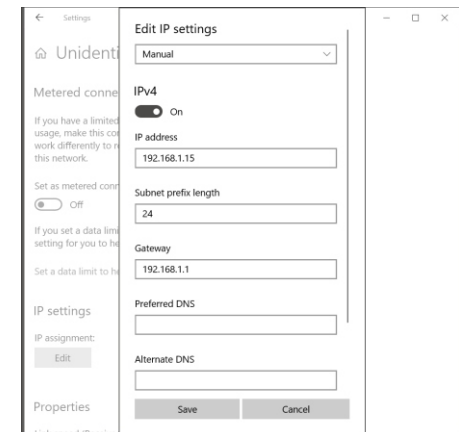 Settings
Unidenti
Metered conne
If you have a limited
usage, make this con
work differently to re
this network.
Set as metered conn
Off
If you set a data limi
setting for you to he
Set a data limit to he
IP settings
IP assignment:
Edit
Properties
Edit IP settings
Manual
IPv4
On
IP address
192.168.1.15
Subnet prefix length
24
Gateway
192.168.1.1
Preferred DNS
Alternate DNS
Save
Cancel